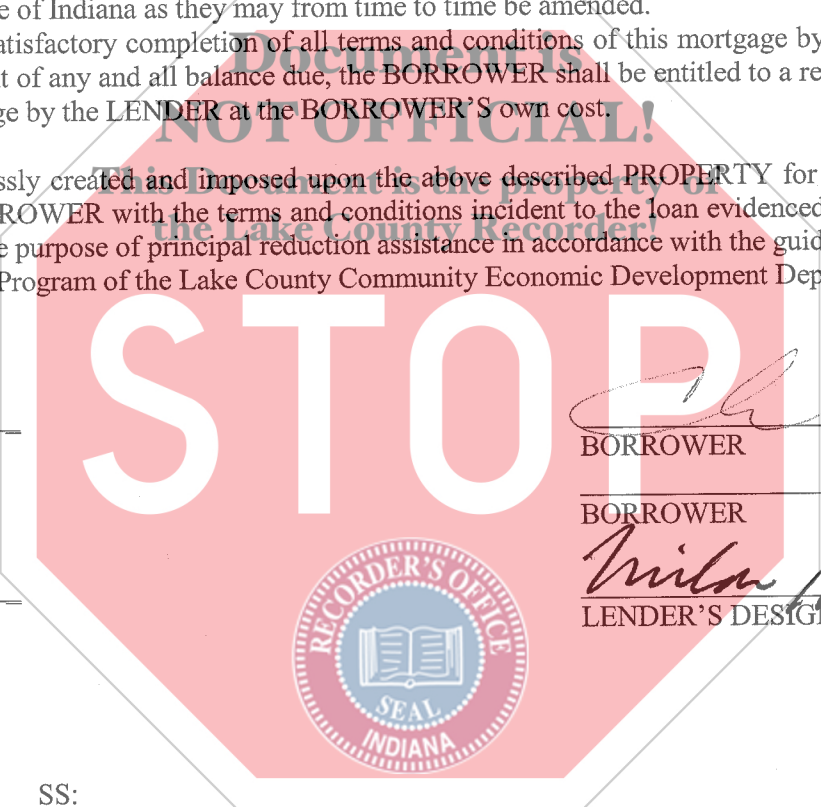 e of Indiana as they may from time to time be amended.
atisfactory completion of all terms and conditions of this mortgage by
Document is
t of any and all balance due, the BORROWER shall be entitled to a re
ge by the LENDER at the BORROWER'S own cost.
NOT OFFICIAL!
ssly created and imposed upon the above described PROPERTY for
This Document is the property of
ROWER with the terms and conditions incident to the loan evidenced
the Lake County Recorder!
e purpose of principal reduction assistance in accordance with the guid
Program of the Lake County Community Economic Development Dep
STOP
BORROWER
BORROWER
Milan
LENDER'S DESIG
RECORDER'S OFFICE
SEAL
INDIANA
SS: